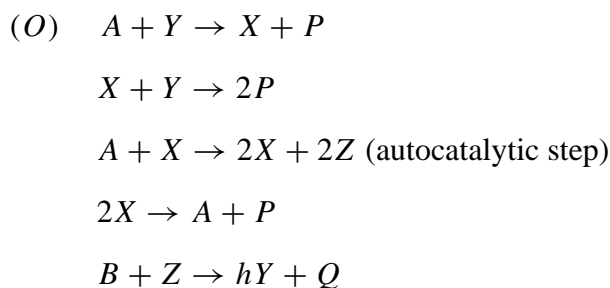 (O) A + Y → X + P
X + Y → 2P
A + X → 2X + 2Z (autocatalytic step)
2X → A + P
B + Z → hY + Q